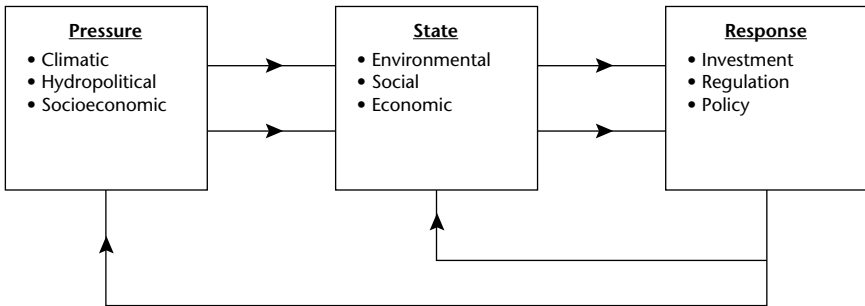 Pressure
• Climatic
• Hydropolitical
• Socioeconomic
State
• Environmental
• Social
• Economic
Response
• Investment
• Regulation
• Policy